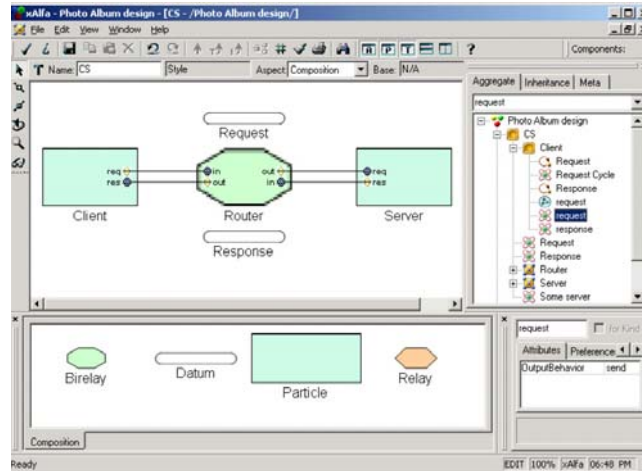 xAlfa - Photo Album design - [CS - /Photo Album design/]
File Edit View Window Help
Components:
Name: CS Style Aspect: Composition Base: N/A
Aggregate Inheritance Meta
request
Photo Album design
CS
Client
Request
Request Cycle
Response
request
request
response
Request
Response
Router
Server
Some server
Request
req
res
in
out
out
in
req
res
Client
Router
Server
Response
Birelay
Datum
Particle
Relay
Composition
request for Kind
Attributes Preference
OutputBehavior send
Ready
EDIT 100% xAlfa 06:48 PM